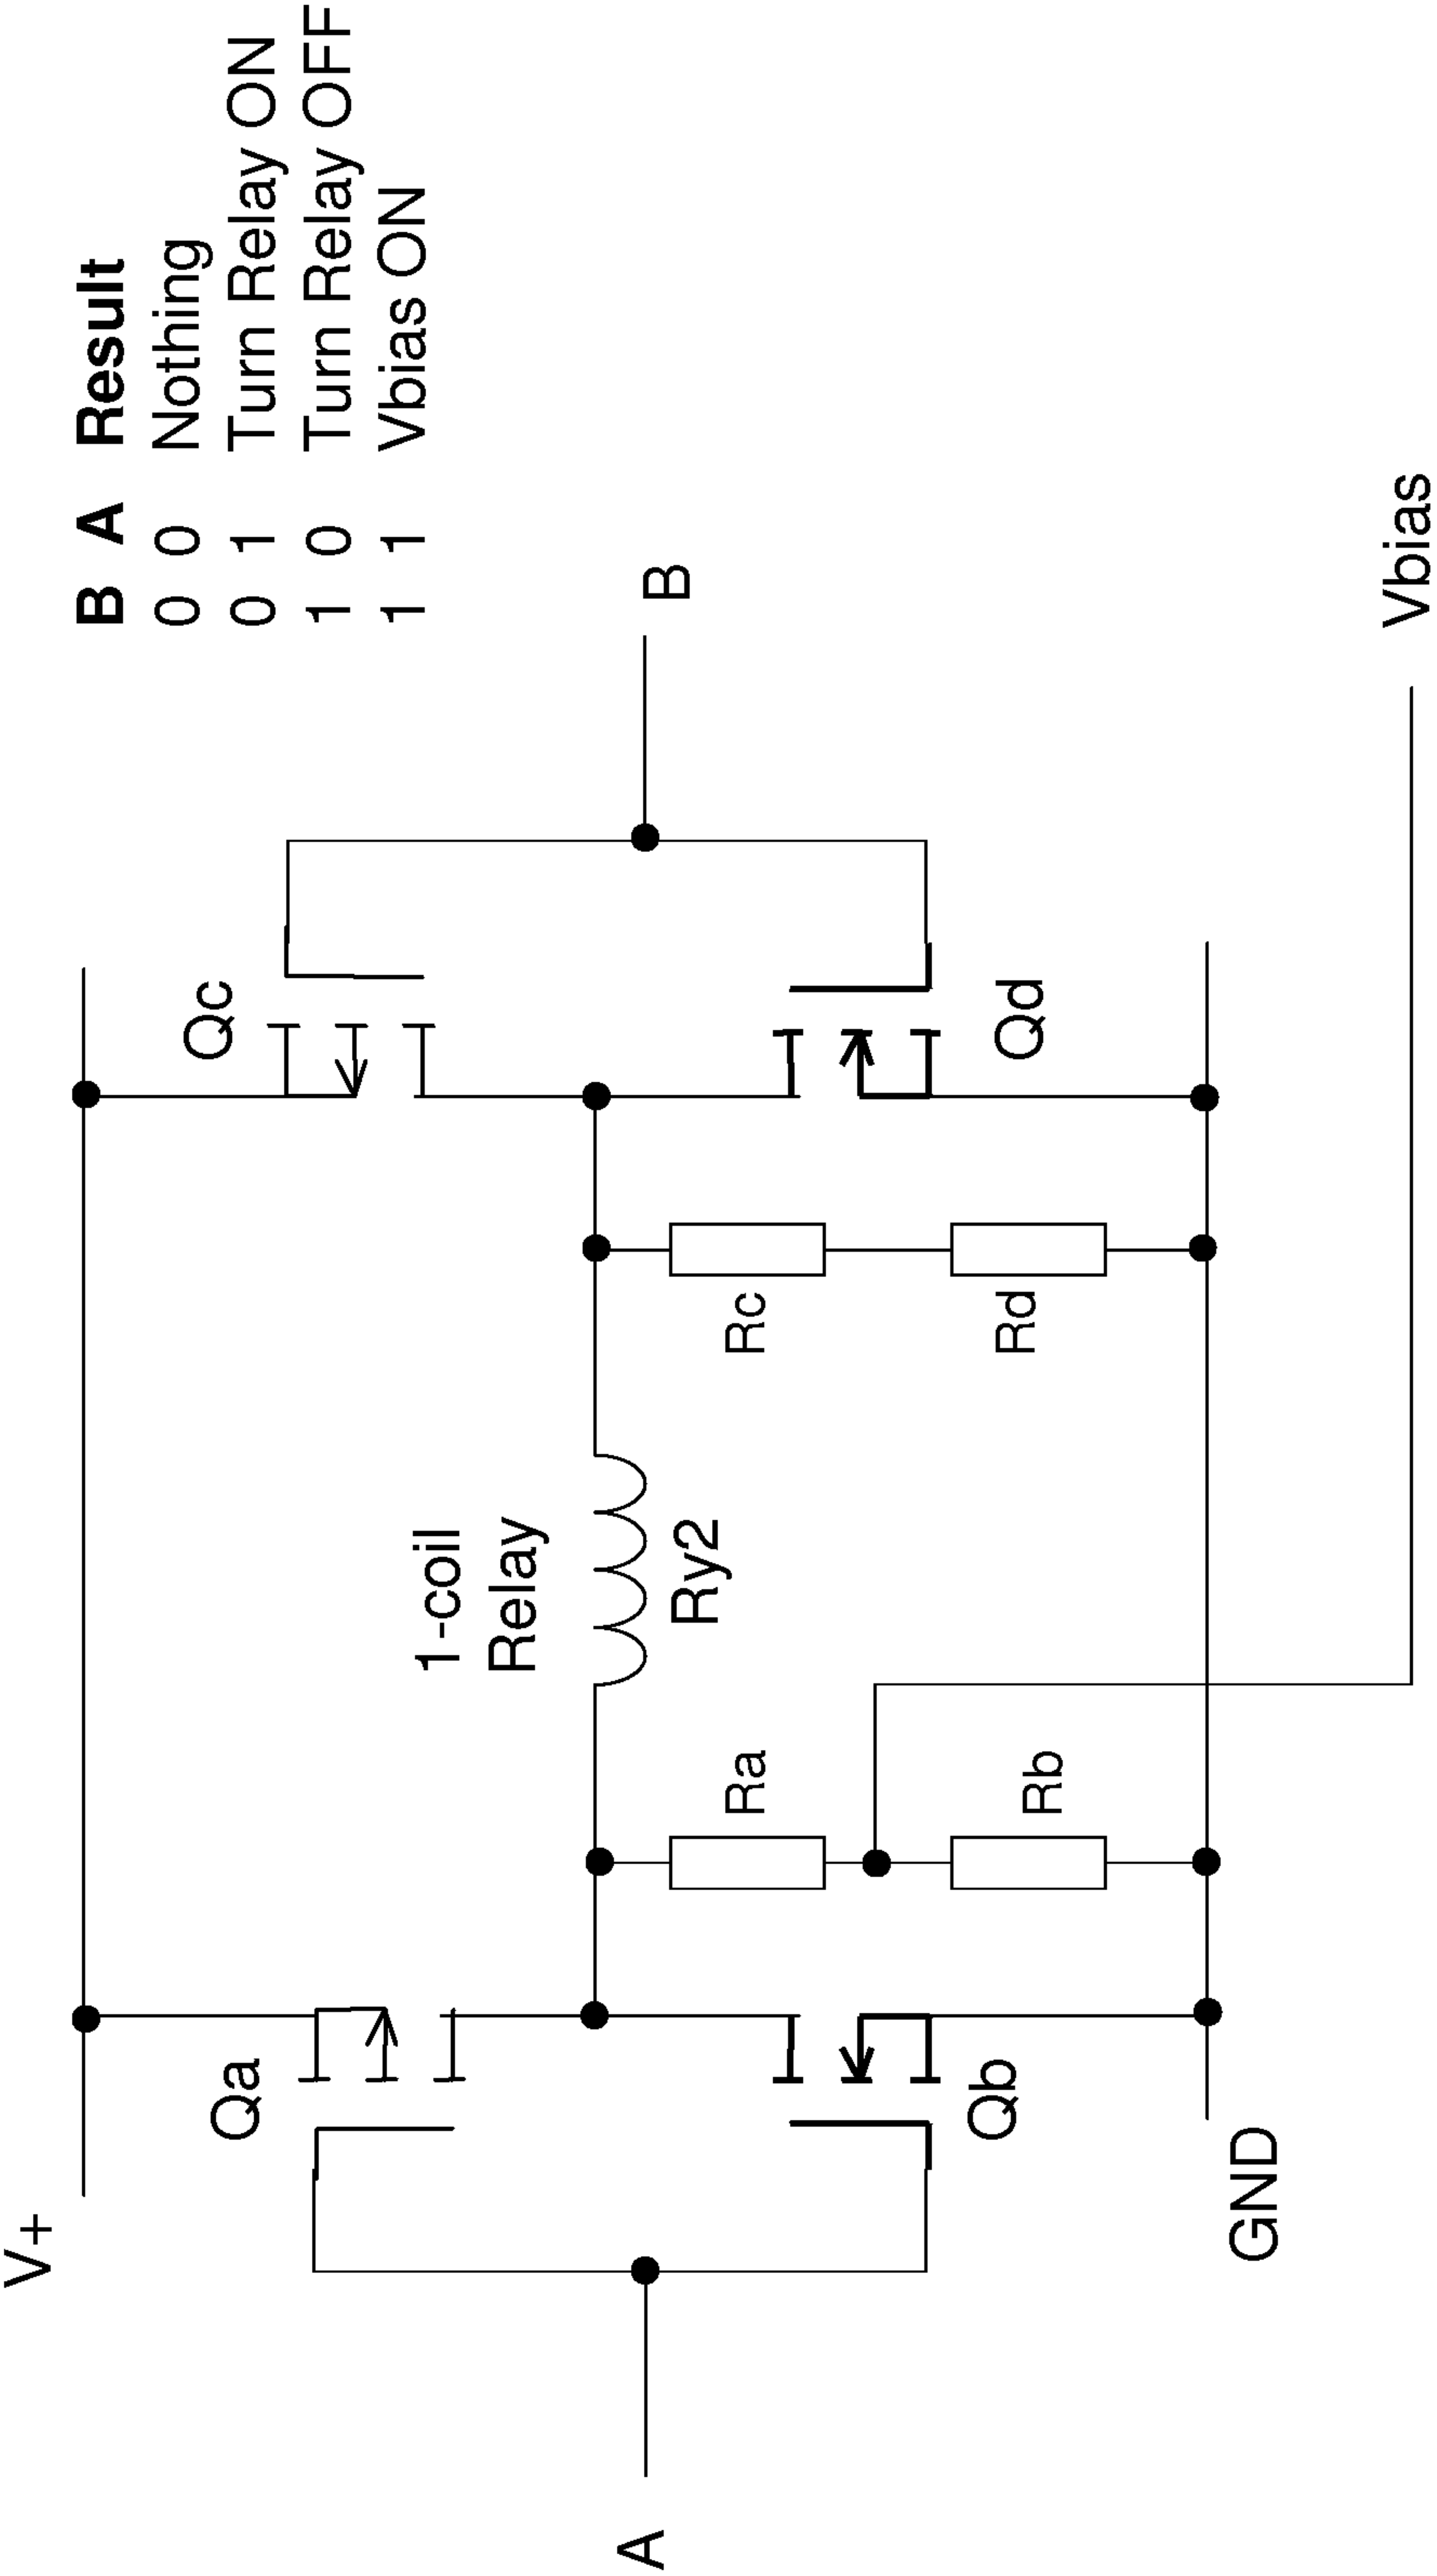 B A Result
0 0 Nothing
0 1 Turn Relay ON
1 0 Turn Relay OFF
1 1 Vbias ON
V+
Qa
Qc
1-coil
Relay
A
B
Ry2
Ra
Rc
Qb
Rb
Rd
Qd
GND
Vbias